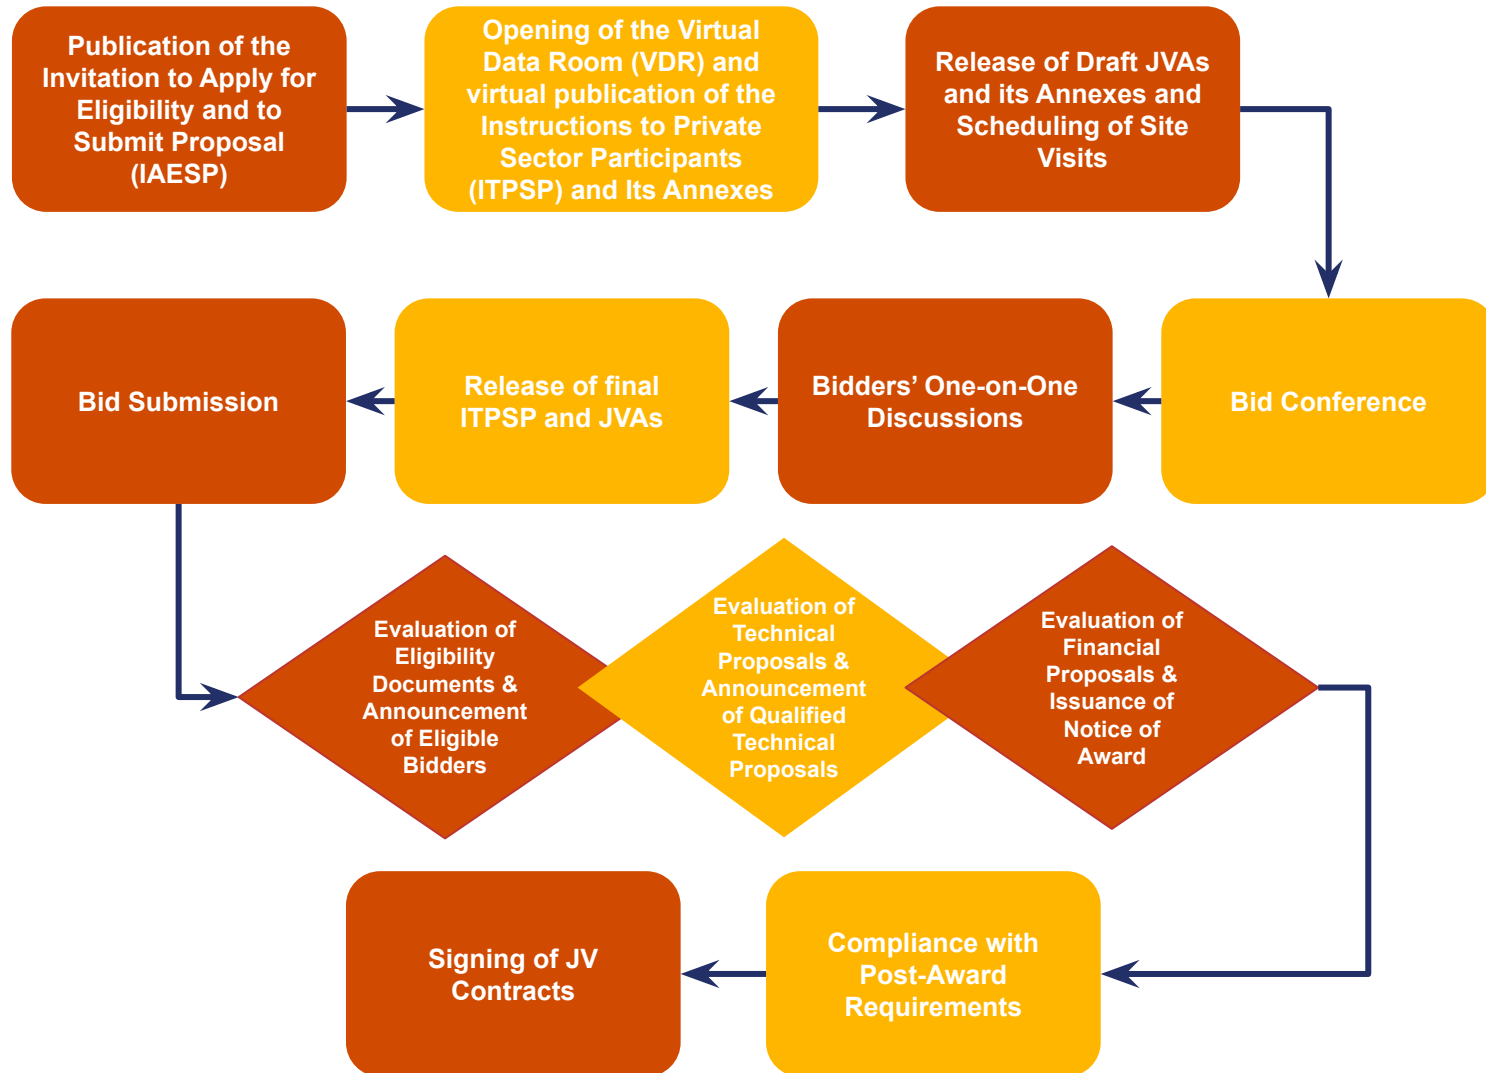 Publication of the
Invitation to Apply for
Eligibility and to
Submit Proposal
(IAESP)
Opening of the Virtual
Data Room (VDR) and
virtual publication of the
Instructions to Private
Sector Participants
(ITPSP) and Its Annexes
Release of Draft JVAs
and its Annexes and
Scheduling of Site
Visits
Bid Conference
Bidders’ One-on-One
Discussions
Release of final
ITPSP and JVAs
Bid Submission
Evaluation of
Eligibility
Documents &
Announcement
of Eligible
Bidders
Evaluation of
Technical
Proposals &
Announcement
of Qualified
Technical
Proposals
Evaluation of
Financial
Proposals &
Issuance of
Notice of
Award
Compliance with
Post-Award
Requirements
Signing of JV
Contracts